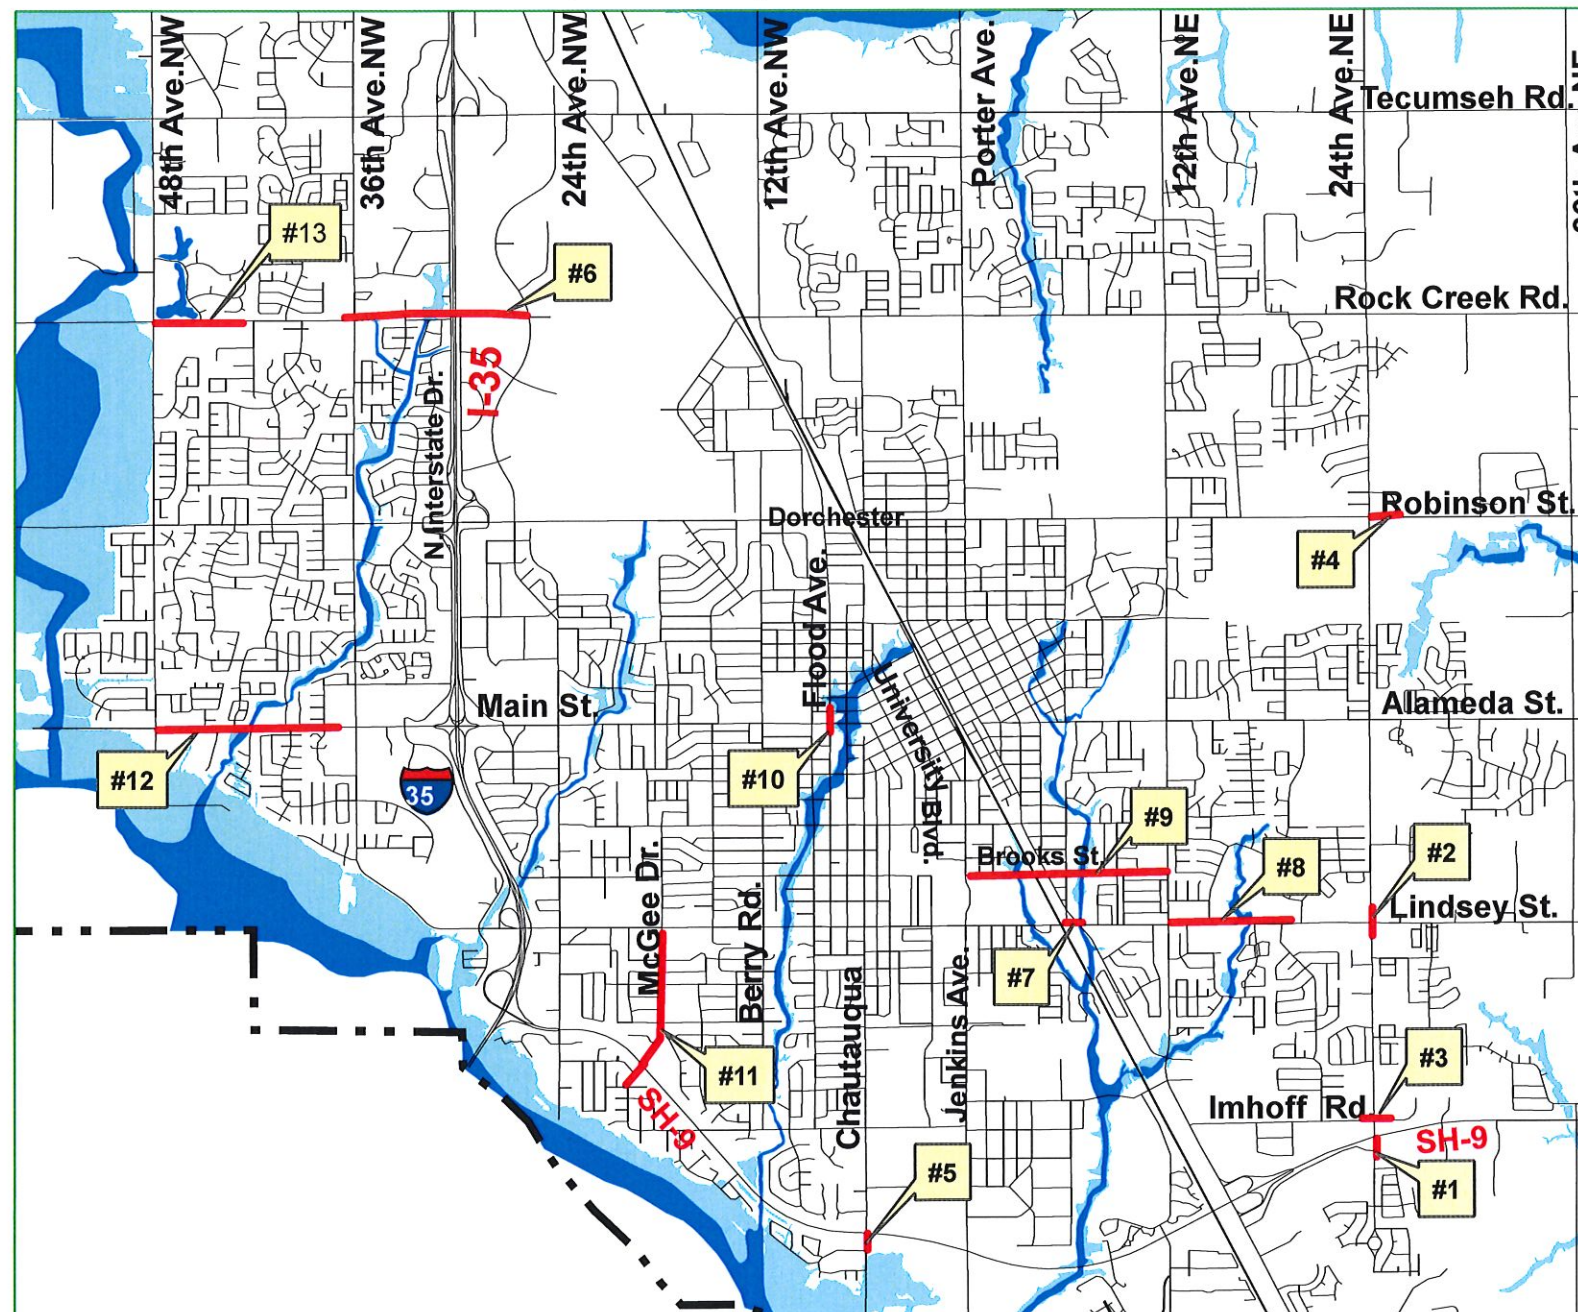 48th Ave.NW
36th Ave.NW
24th Ave.NW
12th Ave.NW
Porter Ave.
12th Ave.NE
24th Ave.NE
Tecumseh Rd.
#13
#6
Rock Creek Rd.
I-35
N.Interstate Dr.
Robinson St.
Dorchester
#4
Flood Ave.
University Blvd.
Main St.
Alameda St.
#12
35
#10
#9
Brooks St.
#8
#2
McGee Dr.
Berry Rd.
Lindsey St.
#7
Chautauqua
Jenkins Ave.
#11
#3
SH-9
Imhoff Rd.
SH-9
#5
#1